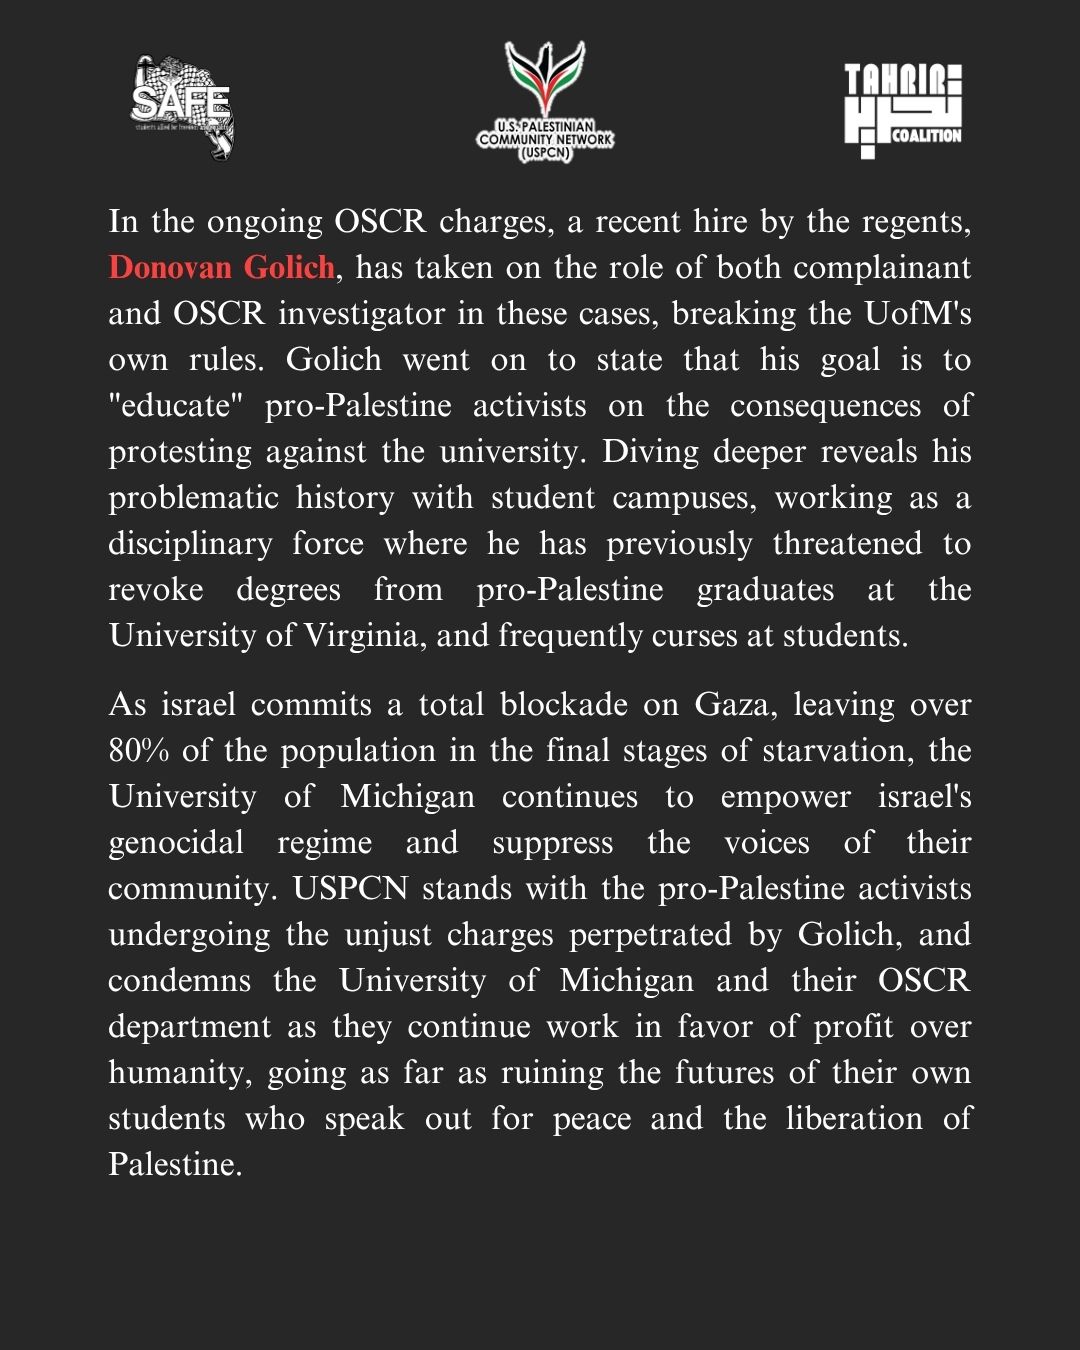 SAFE
students allied for freedom and equality
U.S. PALESTINIAN
COMMUNITY NETWORK
(USPCN)
TAHRIR
COALITION
In the ongoing OSCR charges, a recent hire by the regents,
Donovan Golich, has taken on the role of both complainant
and OSCR investigator in these cases, breaking the UofM's
own rules. Golich went on to state that his goal is to
"educate" pro-Palestine activists on the consequences of
protesting against the university. Diving deeper reveals his
problematic history with student campuses, working as a
disciplinary force where he has previously threatened to
revoke degrees from pro-Palestine graduates at the
University of Virginia, and frequently curses at students.
As israel commits a total blockade on Gaza, leaving over
80% of the population in the final stages of starvation, the
University of Michigan continues to empower israel's
genocidal regime and suppress the voices of their
community. USPCN stands with the pro-Palestine activists
undergoing the unjust charges perpetrated by Golich, and
condemns the University of Michigan and their OSCR
department as they continue work in favor of profit over
humanity, going as far as ruining the futures of their own
students who speak out for peace and the liberation of
Palestine.